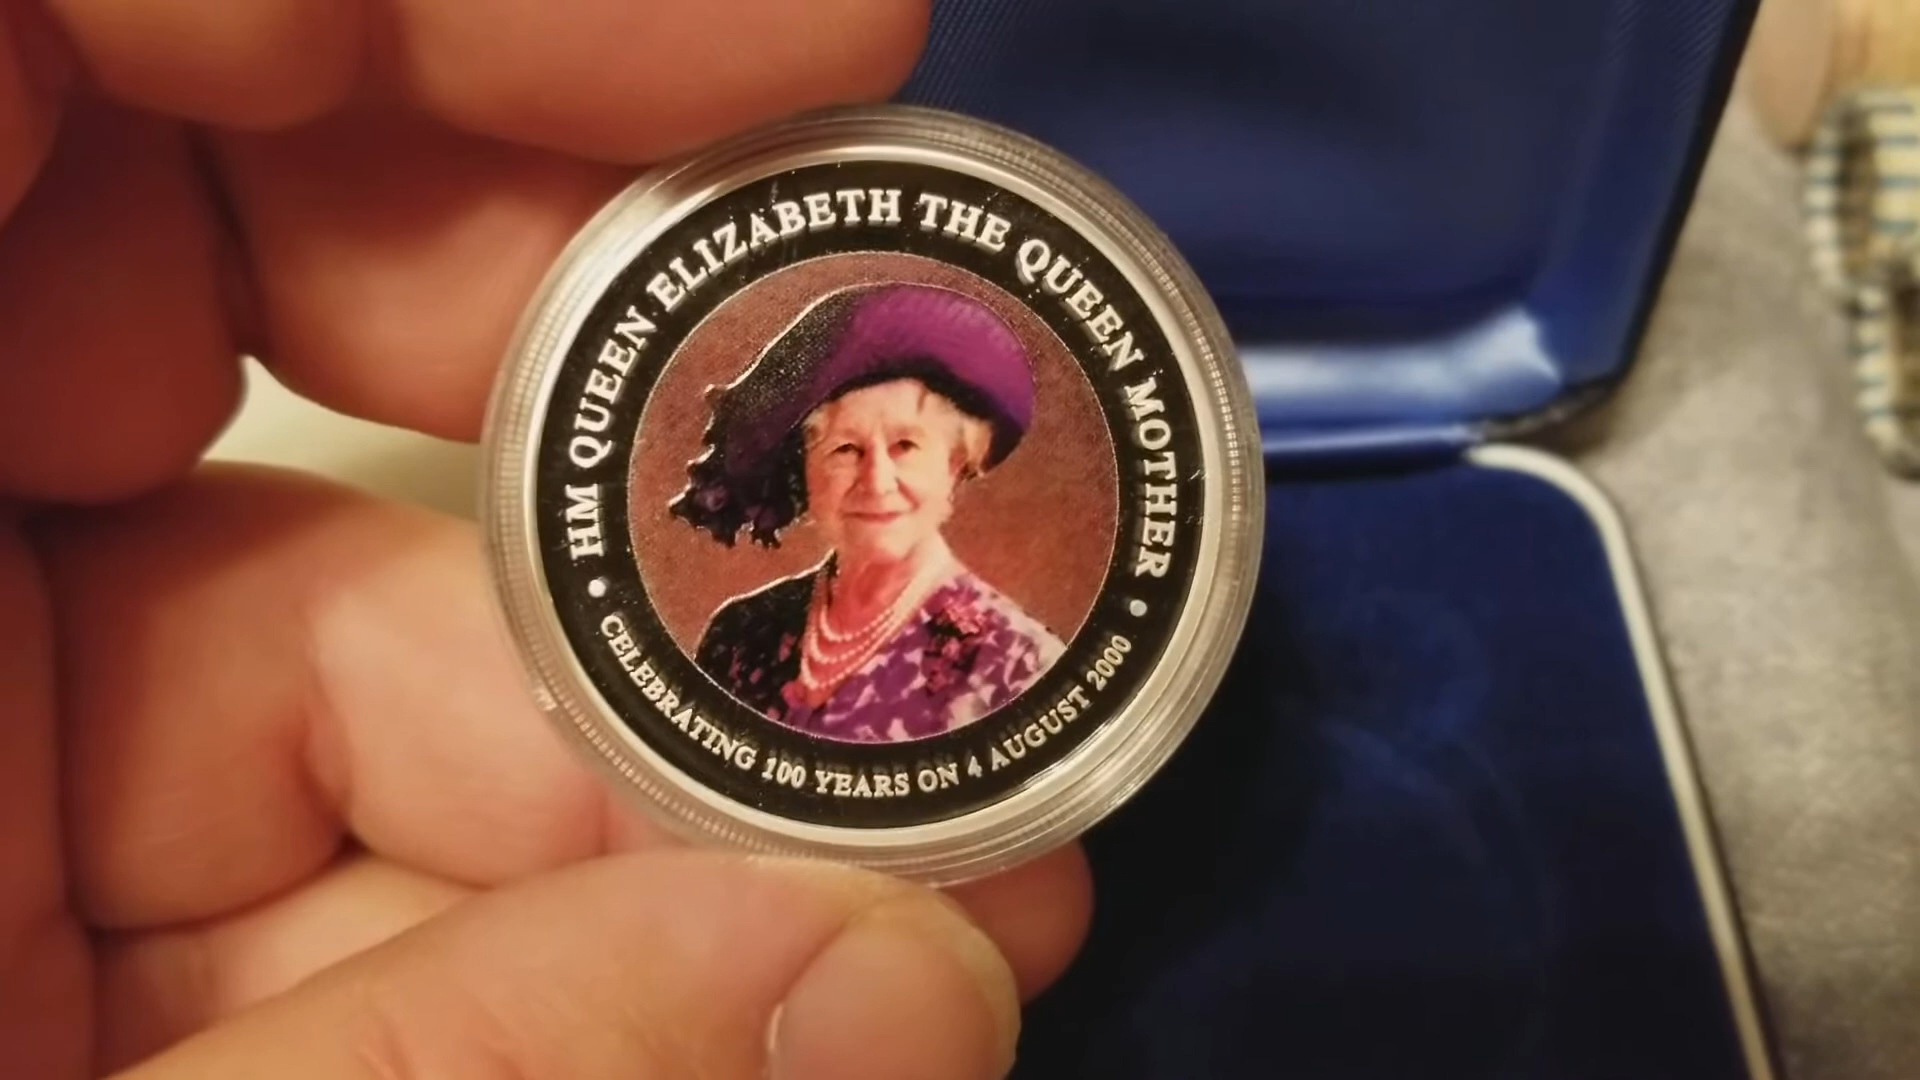 HM QUEEN ELIZABETH THE QUEEN MOTHER
CELEBRATING 100 YEARS ON 4 AUGUST 2000